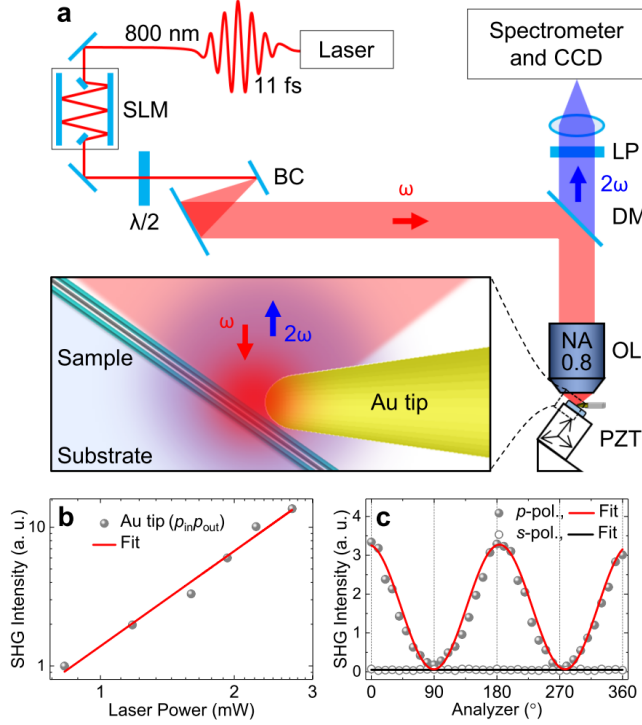 a
800 nm
11 fs
Laser
Spectrometer
and CCD
SLM
LP
2ω
BC
λ/2
ω
DM
ω
2ω
Sample
Au tip
Substrate
NA
0.8
OL
PZT
b
Au tip (pinpout)
Fit
SHG Intensity (a. u.)
10
1
1
2
3
Laser Power (mW)
c
p-pol., Fit
s-pol., Fit
SHG Intensity (a. u.)
5
4
3
2
1
0
0 90 180 270 360
Analyzer (°)